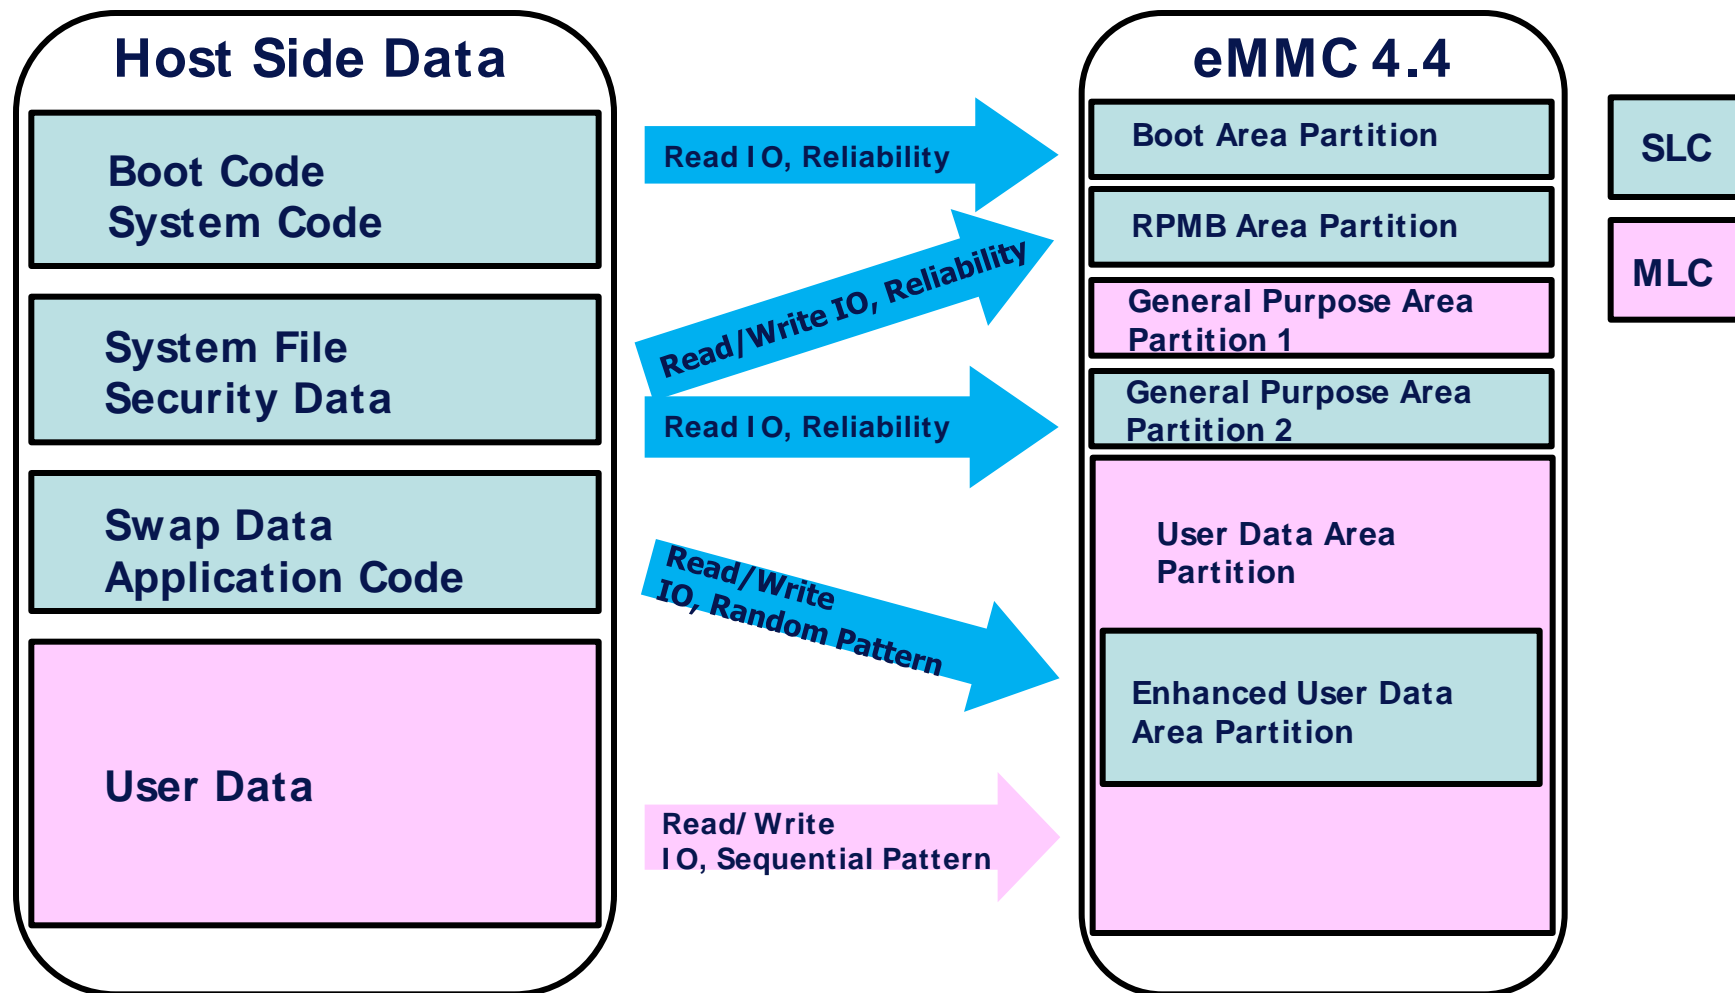 Host Side Data
Boot Code
System Code
System File
Security Data
Swap Data
Application Code
User Data
Read IO, Reliability
Read/Write IO, Reliability
Read IO, Reliability
Read/Write
IO, Random Pattern
Read/ Write
IO, Sequential Pattern
eMMC 4.4
Boot Area Partition
RPMB Area Partition
General Purpose Area
Partition 1
General Purpose Area
Partition 2
User Data Area
Partition
Enhanced User Data
Area Partition
SLC
MLC